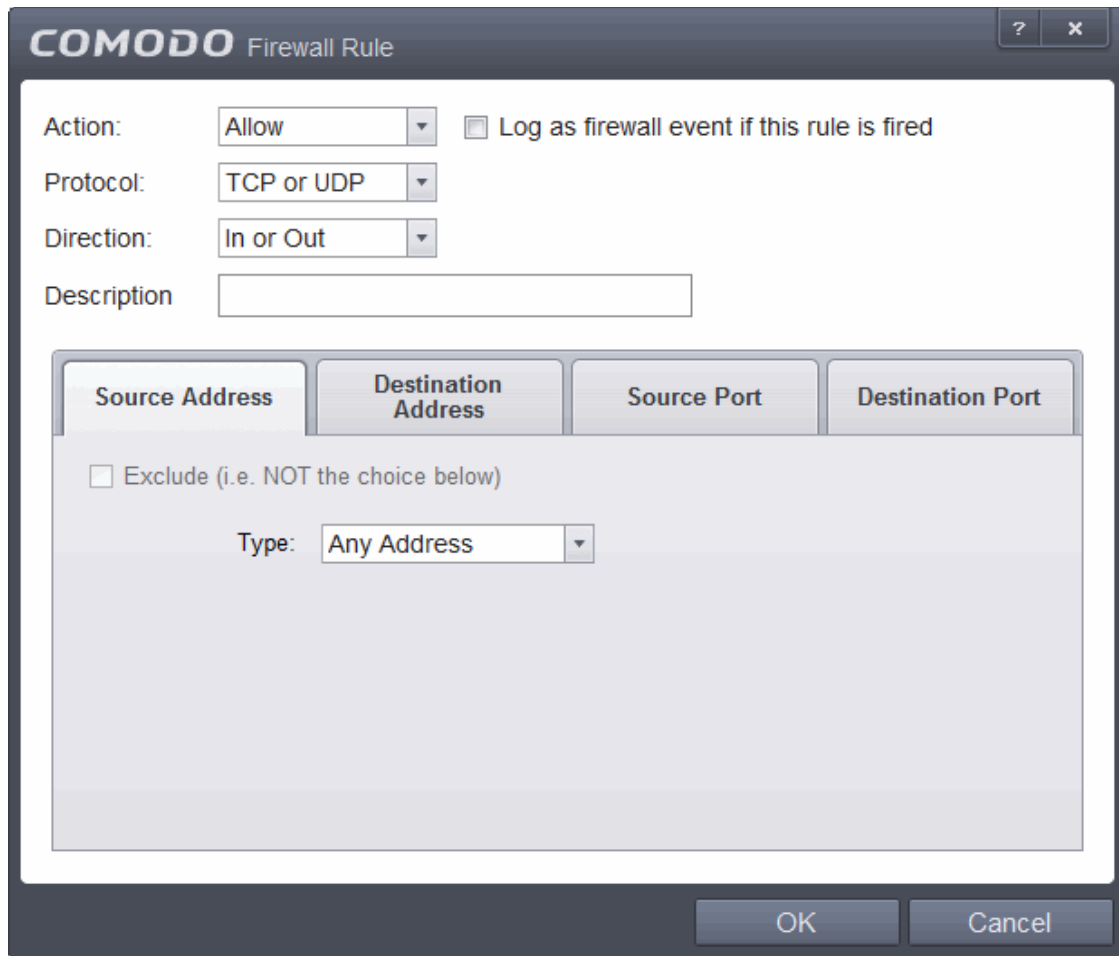 COMODO Firewall Rule
?
×
Action: Allow Log as firewall event if this rule is fired
Protocol: TCP or UDP
Direction: In or Out
Description
Source Address
Destination
Address
Source Port
Destination Port
Exclude (i.e. NOT the choice below)
Type: Any Address
OK Cancel